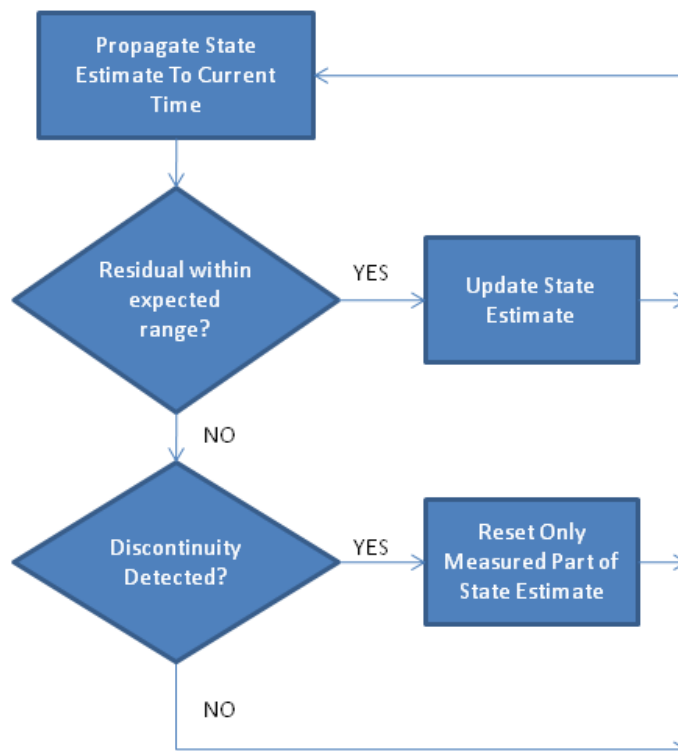 Propagate State
Estimate To Current
Time
Residual within
expected
range?
YES
Update State
Estimate
NO
Discontinuity
Detected?
YES
Reset Only
Measured Part of
State Estimate
NO